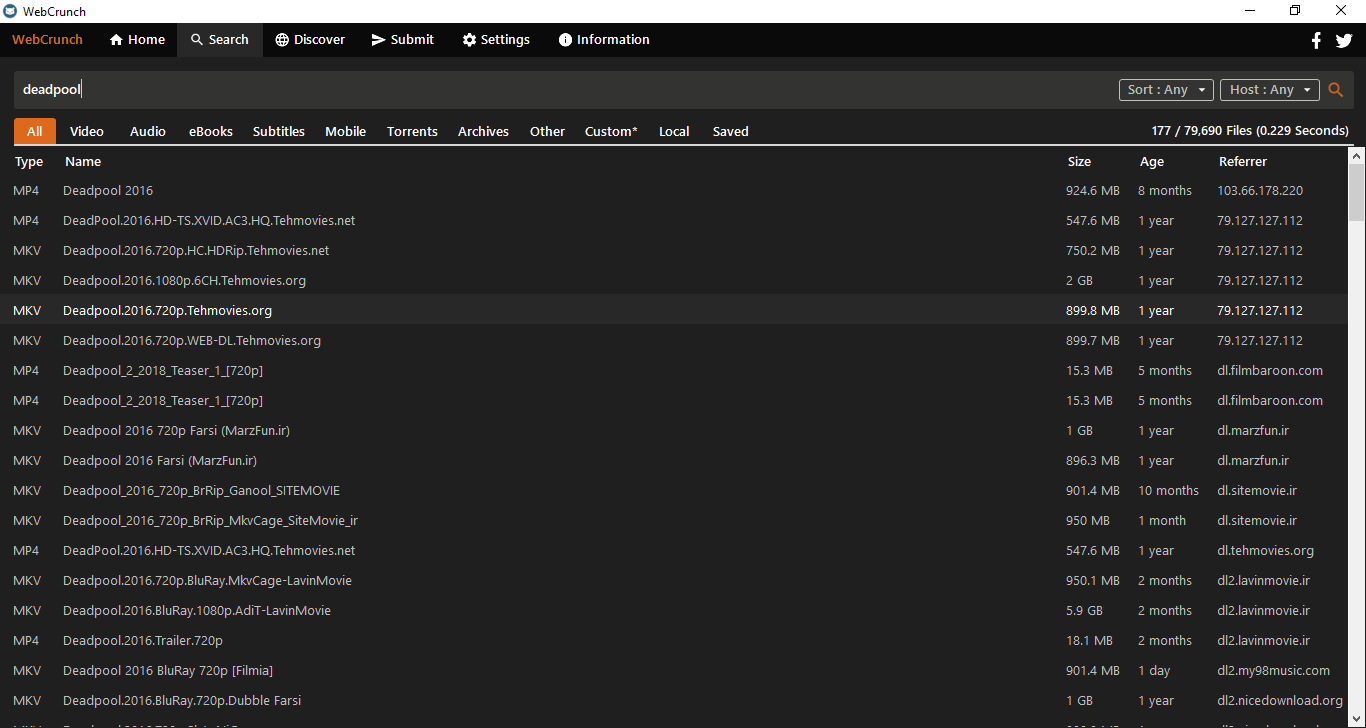 WebCrunch
WebCrunch Home Search Discover Submit Settings Information
deadpool Sort : Any Host : Any
All Video Audio eBooks Subtitles Mobile Torrents Archives Other Custom* Local Saved 177 / 79,690 Files (0.229 Seconds)
Type Name Size Age Referrer
MP4 Deadpool 2016 924.6 MB 8 months 103.66.178.220
MP4 DeadPool.2016.HD-TS.XVID.AC3.HQ.Tehmovies.net 547.6 MB 1 year 79.127.127.112
MKV Deadpool.2016.720p.HC.HDRip.Tehmovies.net 750.2 MB 1 year 79.127.127.112
MKV Deadpool.2016.1080p.6CH.Tehmovies.org 2 GB 1 year 79.127.127.112
MKV Deadpool.2016.720p.Tehmovies.org 899.8 MB 1 year 79.127.127.112
MKV Deadpool.2016.720p.WEB-DL.Tehmovies.org 899.7 MB 1 year 79.127.127.112
MP4 Deadpool_2_2018_Teaser_1_[720p] 15.3 MB 5 months dl.filmbaroon.com
MP4 Deadpool_2_2018_Teaser_1_[720p] 15.3 MB 5 months dl.filmbaroon.com
MKV Deadpool 2016 720p Farsi (MarzFun.ir) 1 GB 1 year dl.marzfun.ir
MKV Deadpool 2016 Farsi (MarzFun.ir) 896.3 MB 1 year dl.marzfun.ir
MKV Deadpool_2016_720p_BrRip_Ganool_SITEMOVIE 901.4 MB 10 months dl.sitemovie.ir
MKV Deadpool_2016_720p_BrRip_MkvCage_SiteMovie_ir 950 MB 1 month dl.sitemovie.ir
MP4 DeadPool.2016.HD-TS.XVID.AC3.HQ.Tehmovies.net 547.6 MB 1 year dl.tehmovies.org
MKV Deadpool.2016.720p.BluRay.MkvCage-LavinMovie 950.1 MB 2 months dl2.lavinmovie.ir
MKV Deadpool.2016.BluRay.1080p.AdiT-LavinMovie 5.9 GB 2 months dl2.lavinmovie.ir
MP4 Deadpool.2016.Trailer.720p 18.1 MB 2 months dl2.lavinmovie.ir
MKV Deadpool 2016 BluRay 720p [Filmia] 901.4 MB 1 day dl2.my98music.com
MKV Deadpool.2016.BluRay.720p.Dubble Farsi 1 GB 1 year dl2.nicedownload.org